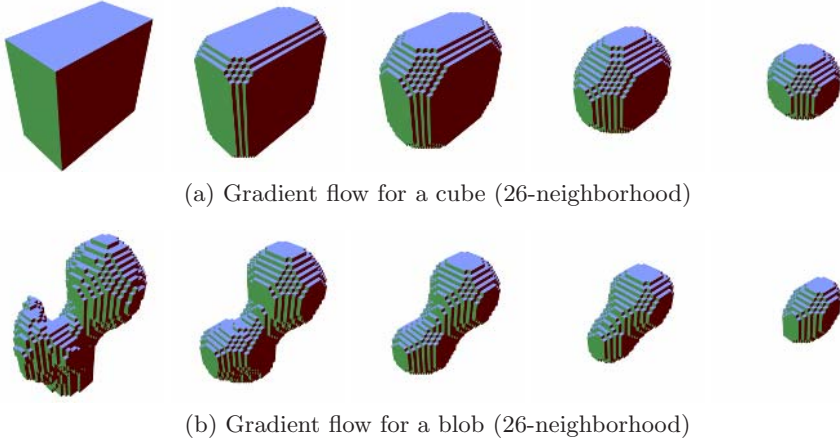 (a) Gradient flow for a cube (26-neighborhood)
(b) Gradient flow for a blob (26-neighborhood)